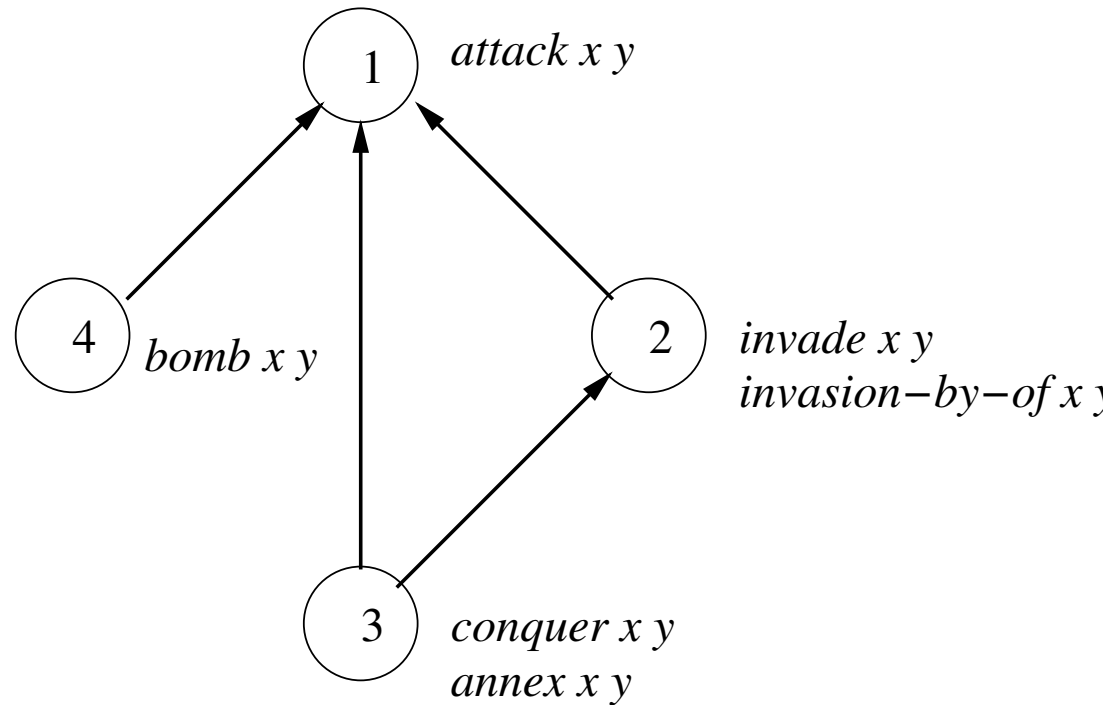 1
attack x y
4
bomb x y
2
invade x y
invasion−by−of x y
3
conquer x y
annex x y